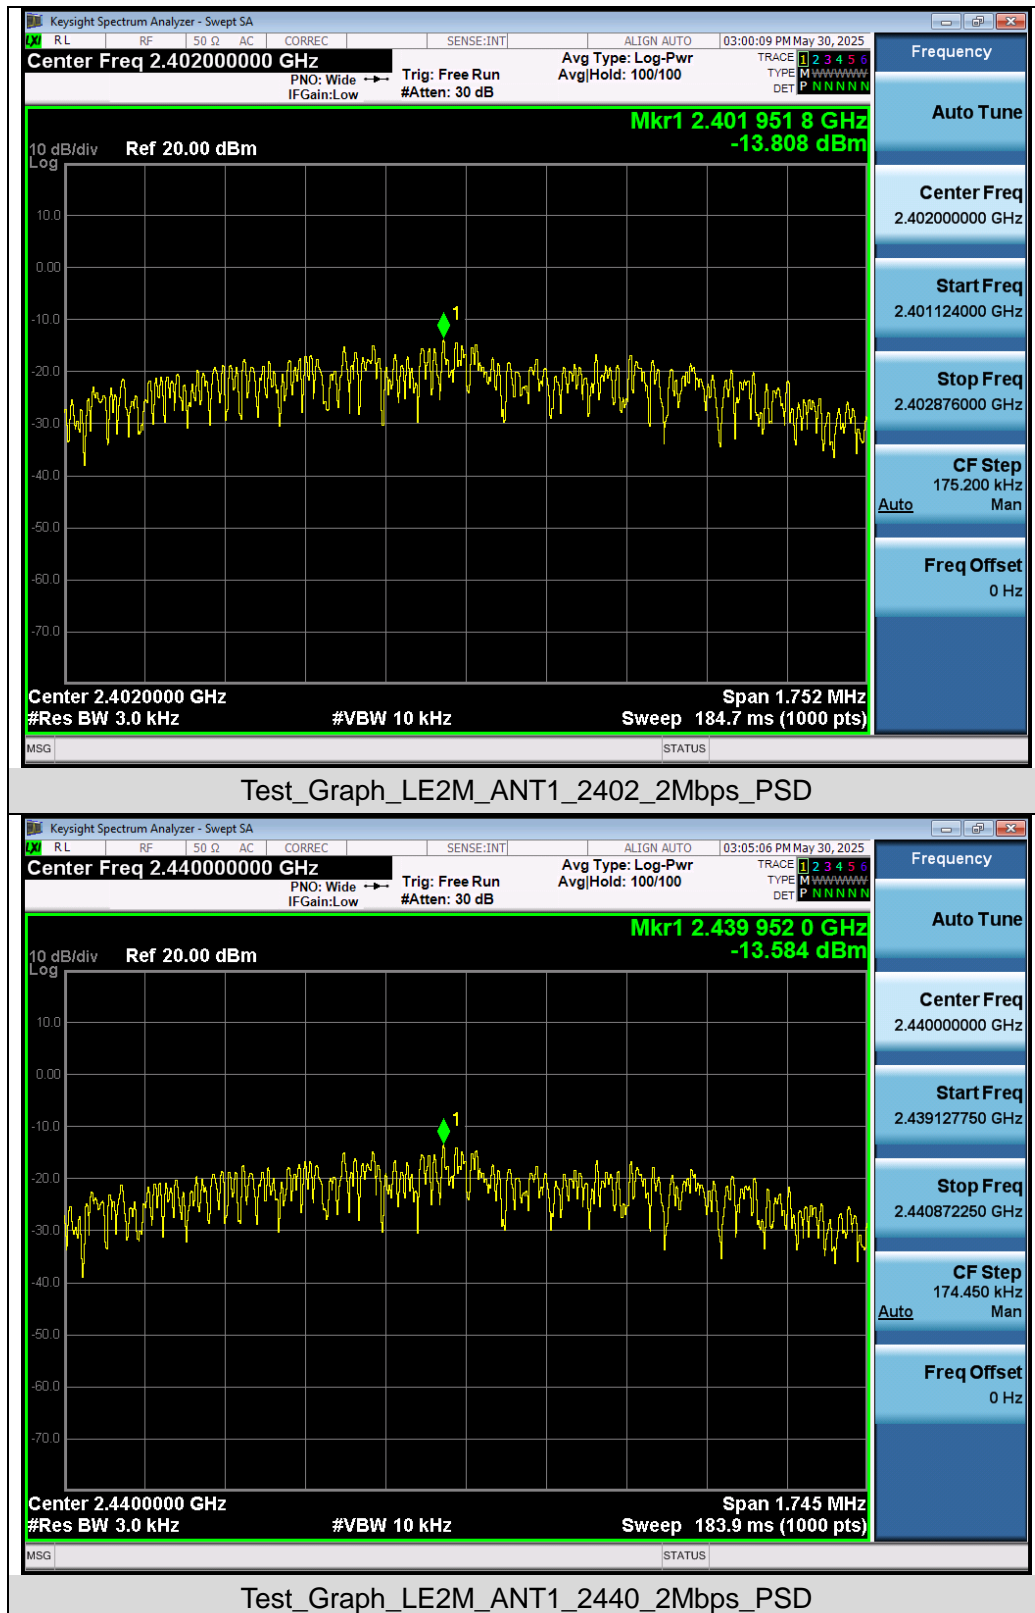 Keysight Spectrum Analyzer - Swept SA
LXI RL RF 50 Ω AC CORREC SENSE:INT ALIGN AUTO 03:00:09 PM May 30, 2025
Center Freq 2.402000000 GHz
PNO: Wide
IFGain:Low
Trig: Free Run
#Atten: 30 dB
Avg Type: Log-Pwr
Avg|Hold: 100/100
TRACE 1 2 3 4 5 6
TYPE M W W W W W
DET P N N N N N
Frequency
Mkr1 2.401 951 8 GHz
-13.808 dBm
10 dB/div Ref 20.00 dBm
Log
10.0
0.00
-10.0
-20.0
-30.0
-40.0
-50.0
-60.0
-70.0
1
Center 2.4020000 GHz Span 1.752 MHz
#Res BW 3.0 kHz #VBW 10 kHz Sweep 184.7 ms (1000 pts)
MSG STATUS
Auto Tune
Center Freq
2.402000000 GHz
Start Freq
2.401124000 GHz
Stop Freq
2.402876000 GHz
CF Step
175.200 kHz
Auto Man
Freq Offset
0 Hz
Test_Graph_LE2M_ANT1_2402_2Mbps_PSD
Keysight Spectrum Analyzer - Swept SA
LXI RL RF 50 Ω AC CORREC SENSE:INT ALIGN AUTO 03:05:06 PM May 30, 2025
Center Freq 2.440000000 GHz
PNO: Wide
IFGain:Low
Trig: Free Run
#Atten: 30 dB
Avg Type: Log-Pwr
Avg|Hold: 100/100
TRACE 1 2 3 4 5 6
TYPE M W W W W W
DET P N N N N N
Frequency
Mkr1 2.439 952 0 GHz
-13.584 dBm
10 dB/div Ref 20.00 dBm
Log
10.0
0.00
-10.0
-20.0
-30.0
-40.0
-50.0
-60.0
-70.0
1
Center 2.4400000 GHz Span 1.745 MHz
#Res BW 3.0 kHz #VBW 10 kHz Sweep 183.9 ms (1000 pts)
MSG STATUS
Auto Tune
Center Freq
2.440000000 GHz
Start Freq
2.439127750 GHz
Stop Freq
2.440872250 GHz
CF Step
174.450 kHz
Auto Man
Freq Offset
0 Hz
Test_Graph_LE2M_ANT1_2440_2Mbps_PSD